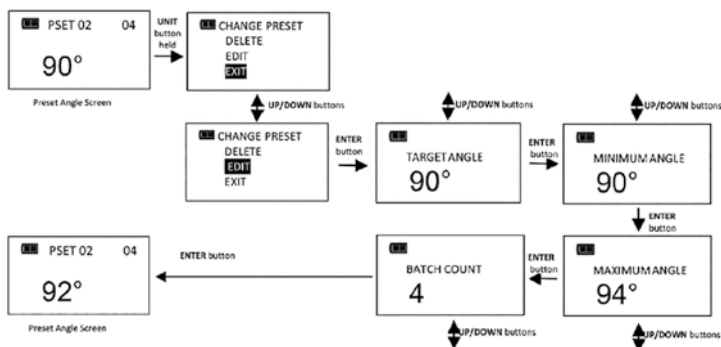 PSET 02 04
90°
Preset Angle Screen
UNIT
button
held
CHANGE PRESET
DELETE
EDIT
EXIT
UP/DOWN buttons
UP/DOWN buttons
UP/DOWN buttons
CHANGE PRESET
DELETE
EDIT
EXIT
ENTER
button
TARGET ANGLE
90°
ENTER
button
MINIMUM ANGLE
90°
ENTER
button
PSET 02 04
92°
Preset Angle Screen
ENTER button
BATCH COUNT
4
ENTER
button
MAXIMUM ANGLE
94°
UP/DOWN buttons
UP/DOWN buttons